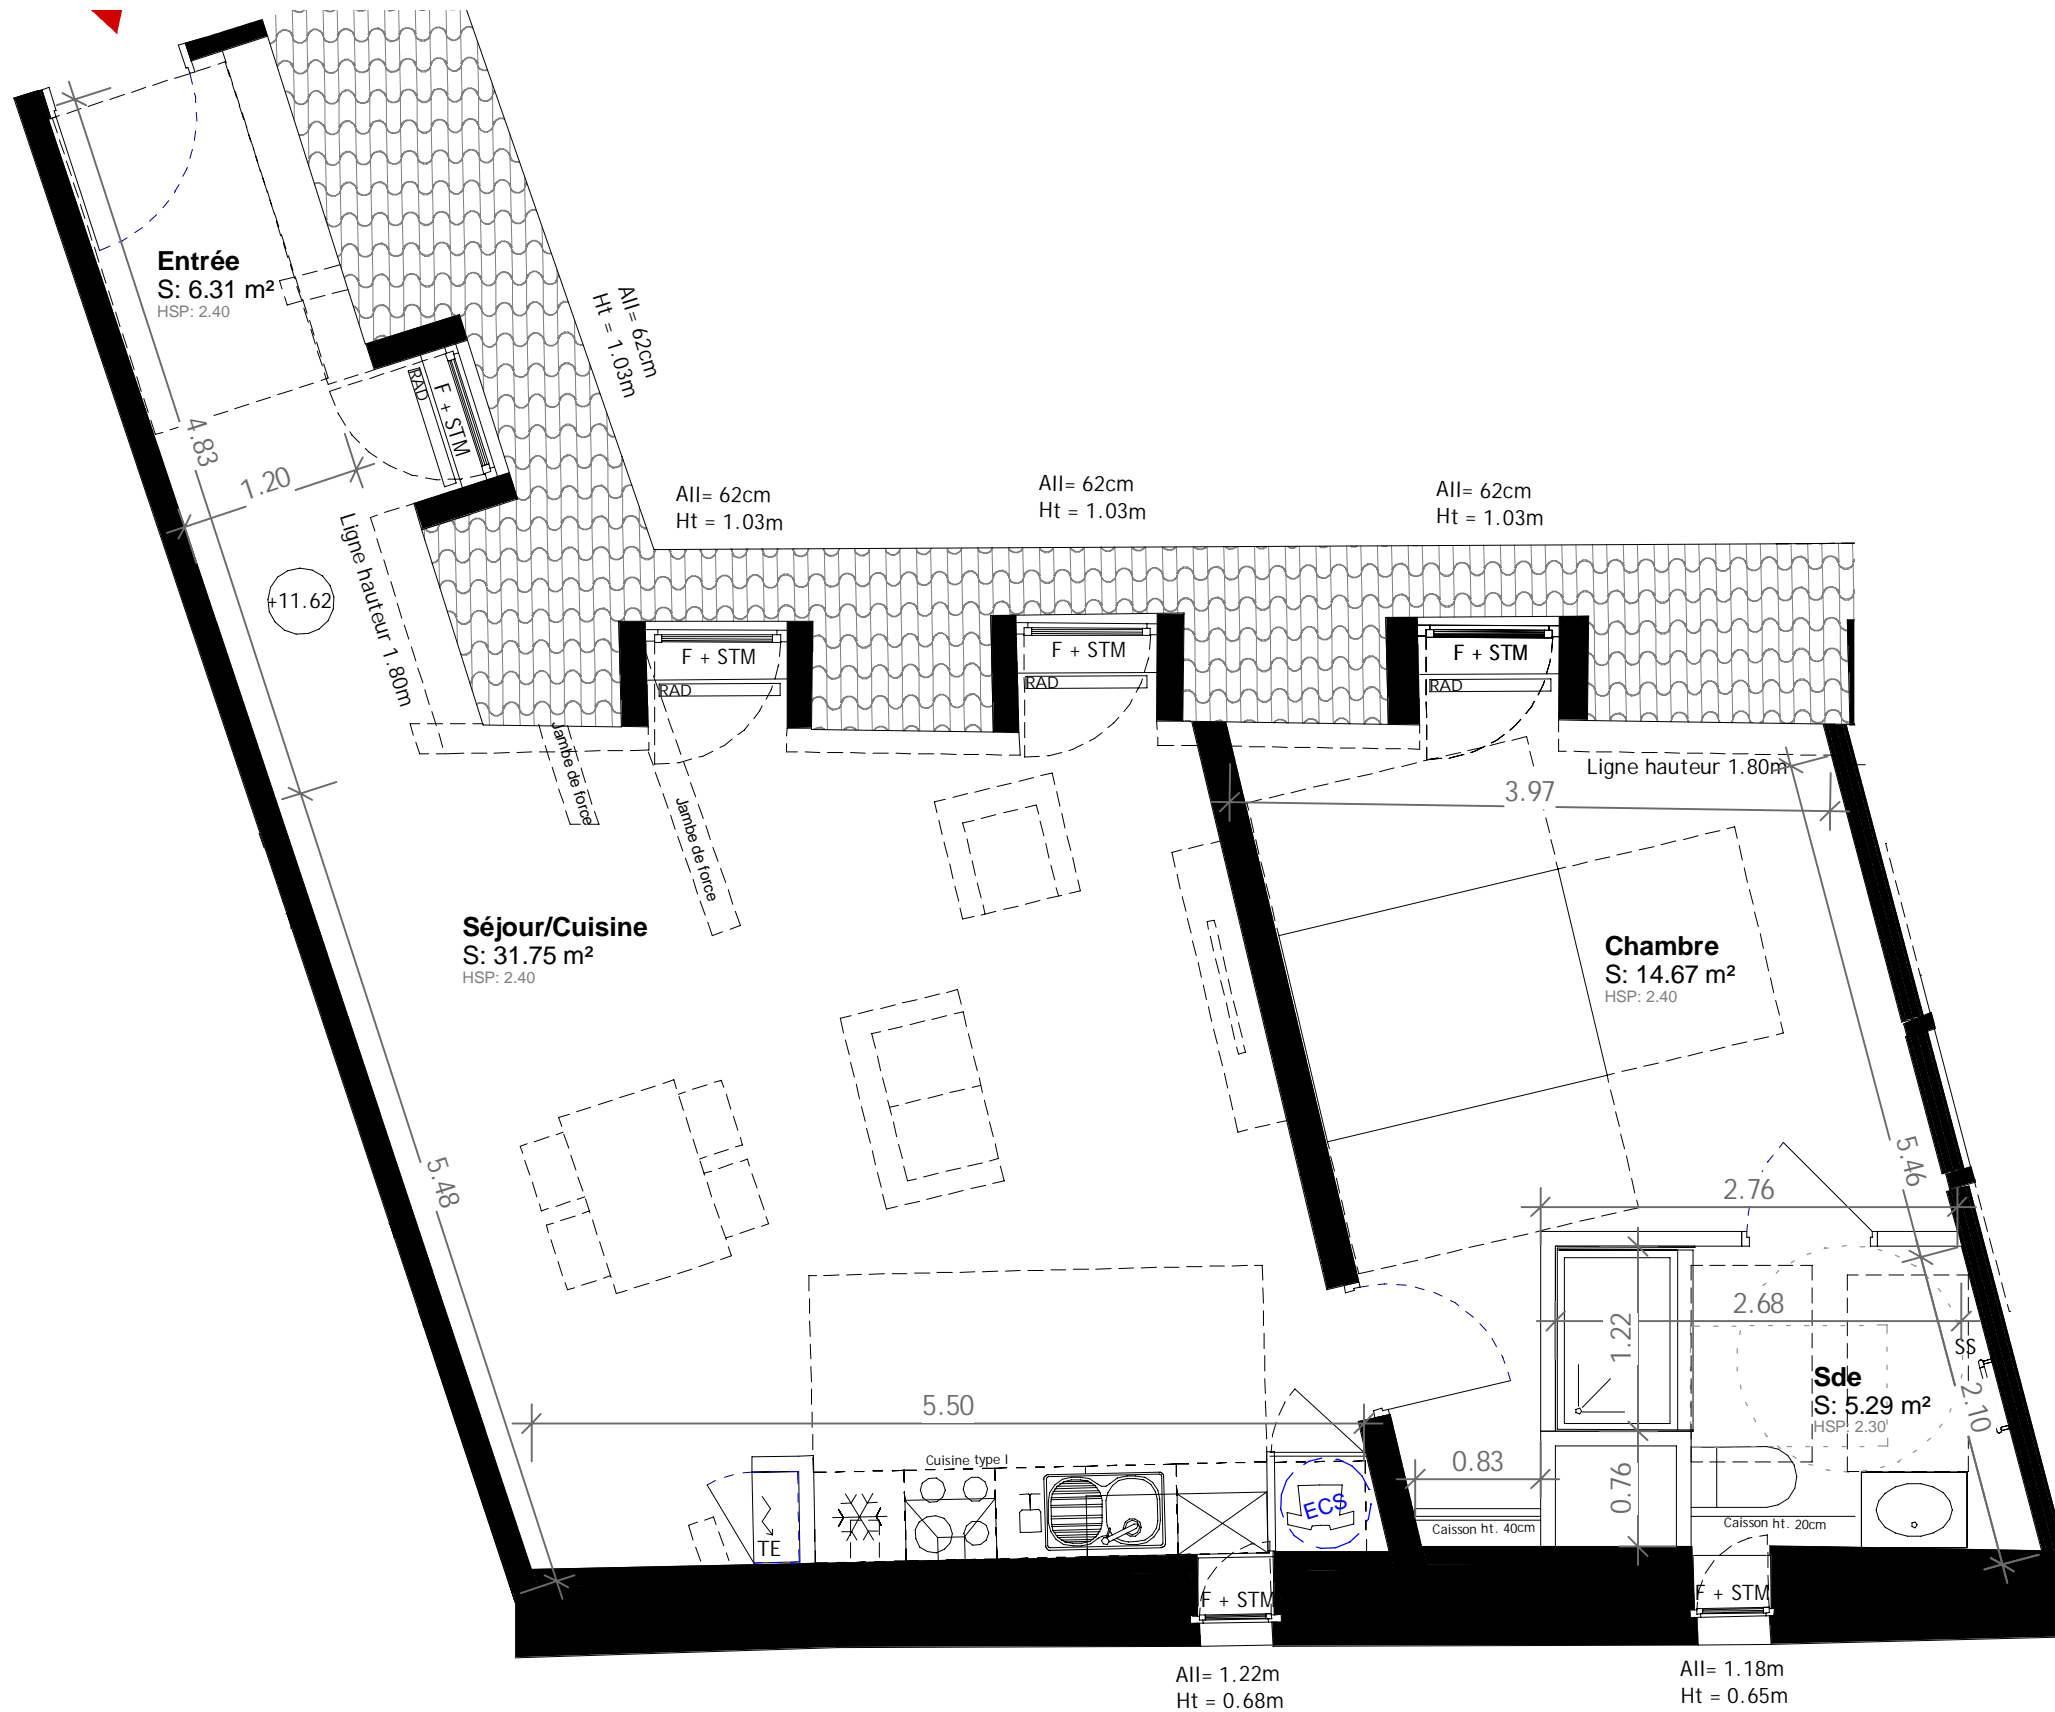 Entrée
S: 6.31 m²
HSP: 2.40
All= 62cm
Ht = 1.03m
RAD
F + STM
4.83
1.20
Ligne hauteur 1.80m
+11.62
All= 62cm
Ht = 1.03m
All= 62cm
Ht = 1.03m
All= 62cm
Ht = 1.03m
F + STM
RAD
F + STM
RAD
F + STM
RAD
Jambe de force
Jambe de force
Ligne hauteur 1.80m
3.97
Séjour/Cuisine
S: 31.75 m²
HSP: 2.40
Chambre
S: 14.67 m²
HSP: 2.40
5.48
5.46
2.76
2.68
1.22
SS
Sde
S: 5.29 m²
HSP: 2.30
2.10
5.50
Cuisine type I
0.83
0.76
ECS
TE
Caisson ht. 40cm
Caisson ht. 20cm
F + STM
F + STM
All= 1.22m
Ht = 0.68m
All= 1.18m
Ht = 0.65m